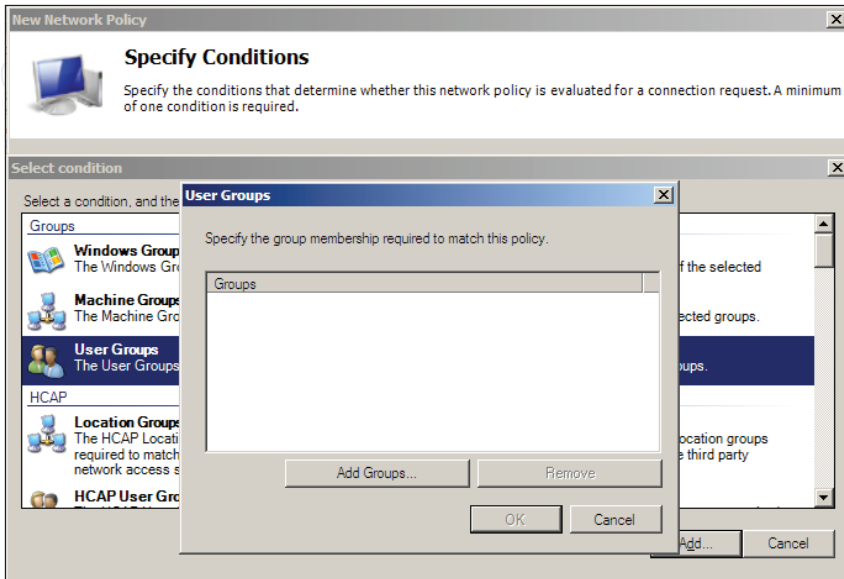 New Network Policy
Specify Conditions
Specify the conditions that determine whether this network policy is evaluated for a connection request. A minimum
of one condition is required.
Select condition
Select a condition, and the
Groups
Windows Group
The Windows Gro
f the selected
Machine Groups
The Machine Gro
ected groups.
User Groups
The User Groups
oups.
HCAP
Location Groups
The HCAP Locati
ocation groups
required to match
e third party
network access s
HCAP User Gro
User Groups
Specify the group membership required to match this policy.
Groups
Add Groups...
Remove
OK
Cancel
Add...
Cancel